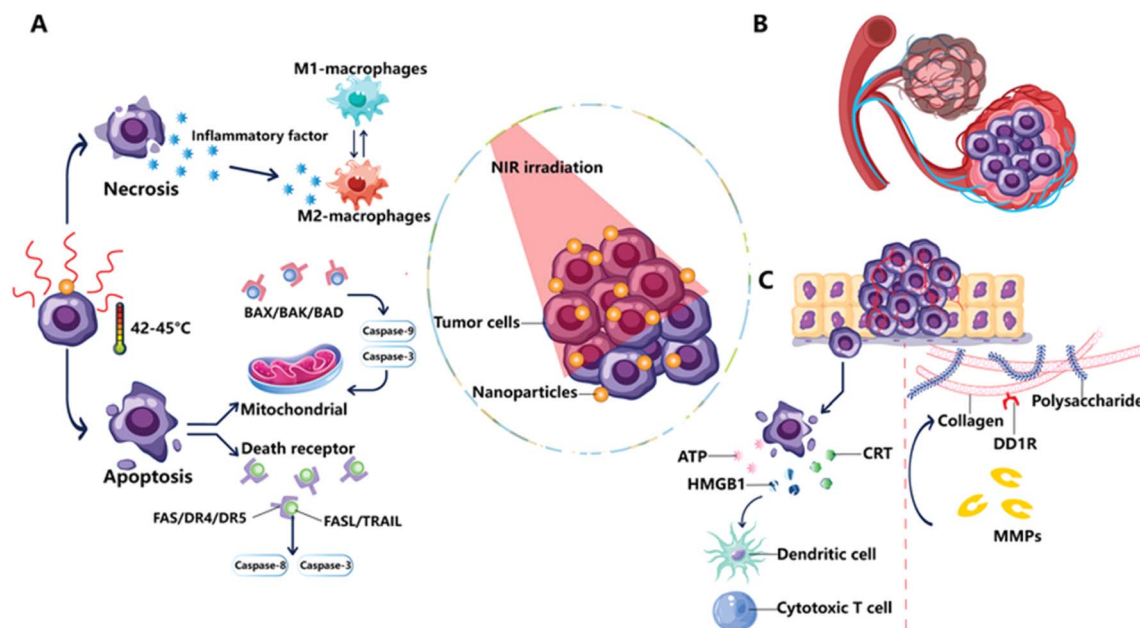 A
M1-macrophages
Inflammatory factor
Necrosis
M2-macrophages
42-45°C
BAX/BAK/BAD
Caspase-9
Caspase-3
Mitochondrial
Apoptosis
Death receptor
FAS/DR4/DR5
FASL/TRAIL
Caspase-8
Caspase-3
NIR irradiation
Tumor cells
Nanoparticles
B
C
ATP
CRT
HMGB1
Dendritic cell
Cytotoxic T cell
Polysaccharide
Collagen
DD1R
MMPs